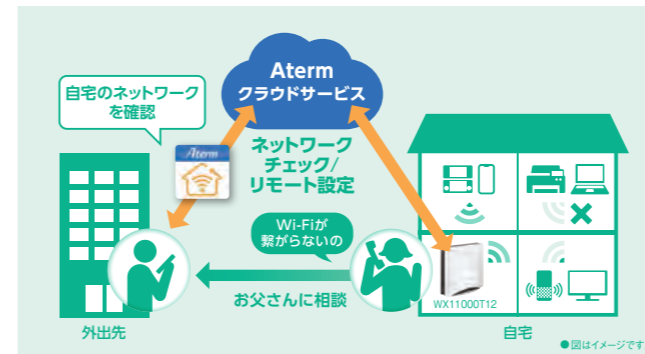 Aterm
クラウドサービス
自宅のネットワーク
を確認
Aterm
ネットワーク
チェック/
リモート設定
Wi-Fiが
繋がらないの
お父さんに相談
WX11000T12
外出先
自宅
●図はイメージです